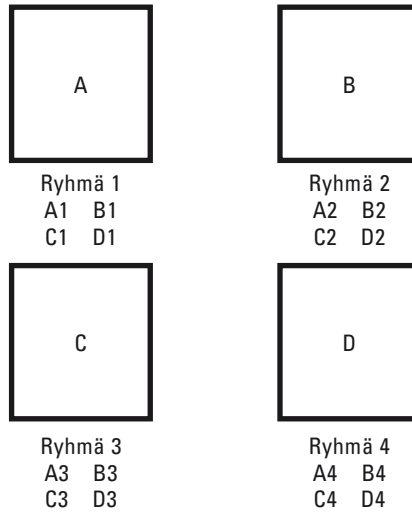 A
B
Ryhmä 1
A1 B1
C1 D1
Ryhmä 2
A2 B2
C2 D2
C
D
Ryhmä 3
A3 B3
C3 D3
Ryhmä 4
A4 B4
C4 D4